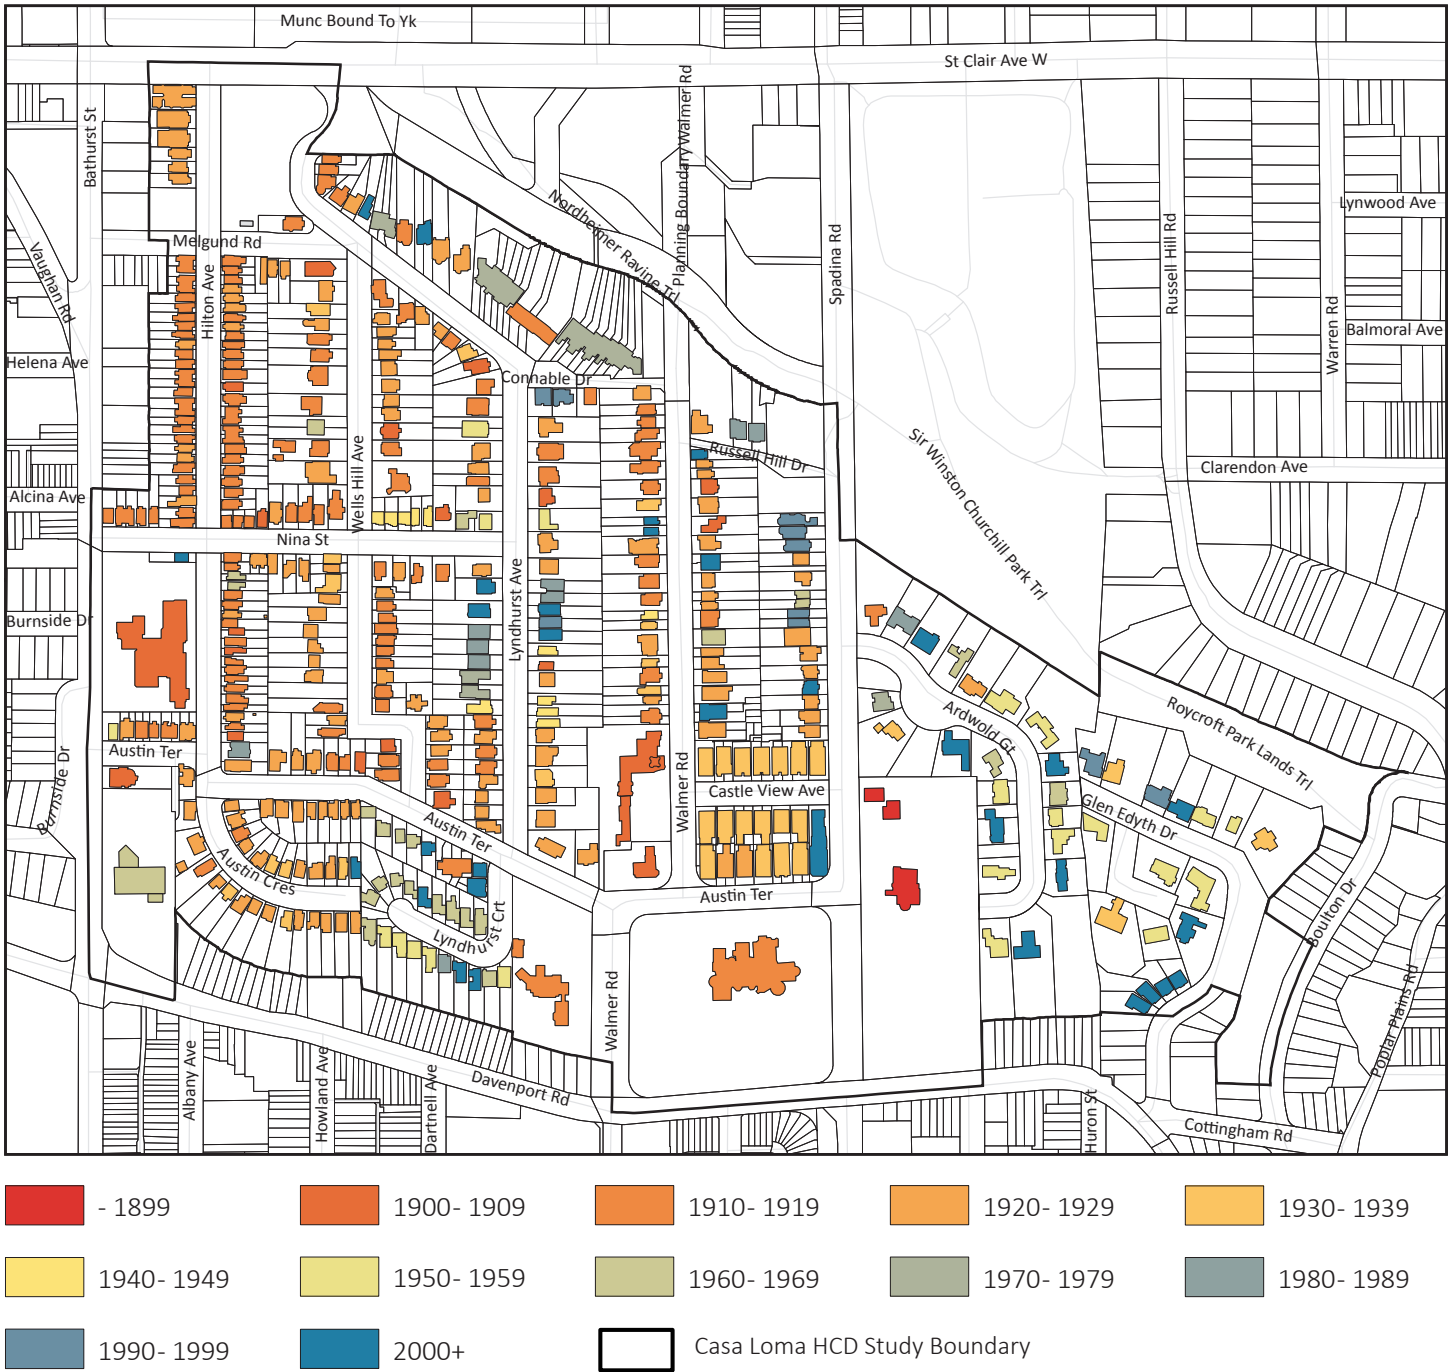 Munc Bound To Yk
St Clair Ave W
Bathurst St
Planning BoundaryWalmer Rd
Nordheimer Ravine Trl
Spadina Rd
Russell Hill Rd
Warren Rd
Lynwood Ave
Melgund Rd
Vaughan Rd
Hilton Ave
Balmoral Ave
Helena Ave
Connable Dr
Russell Hill Dr
Sir Winston Churchill Park Trl
Clarendon Ave
Wells Hill Ave
Alcina Ave
Nina St
Lyndhurst Ave
Burnside Dr
Ardwold Gt
Roycroft Park Lands Trl
Austin Ter
Burnside Dr
Walmer Rd
Castle View Ave
Glen Edyth Dr
Austin Ter
Austin Cres
Austin Ter
Lyndhurst Crt
Boulton Dr
Walmer Rd
Poplar Plains Rd
Albany Ave
Howland Ave
Dartnell Ave
Davenport Rd
Huron St
Cottingham Rd
- 1899
1900- 1909
1910- 1919
1920- 1929
1930- 1939
1940- 1949
1950- 1959
1960- 1969
1970- 1979
1980- 1989
1990- 1999
2000+
Casa Loma HCD Study Boundary